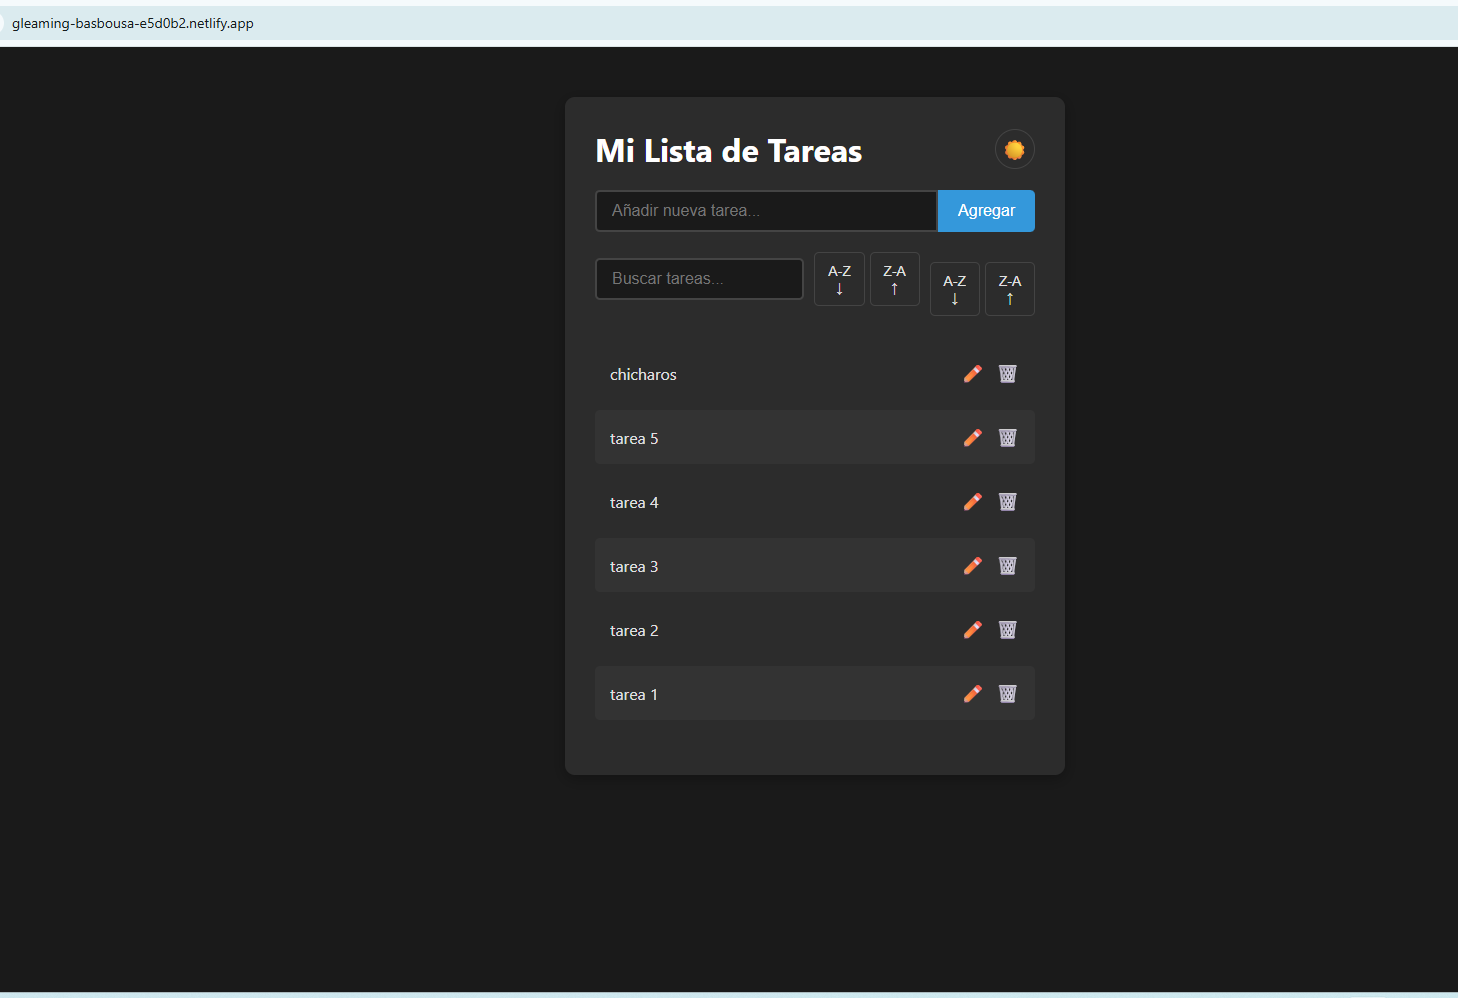 gleaming-basbousa-e5d0b2.netlify.app
Mi Lista de Tareas
Añadir nueva tarea...
Agregar
Buscar tareas...
A-Z
↓
Z-A
↑
A-Z
↓
Z-A
↑
chicharos
tarea 5
tarea 4
tarea 3
tarea 2
tarea 1